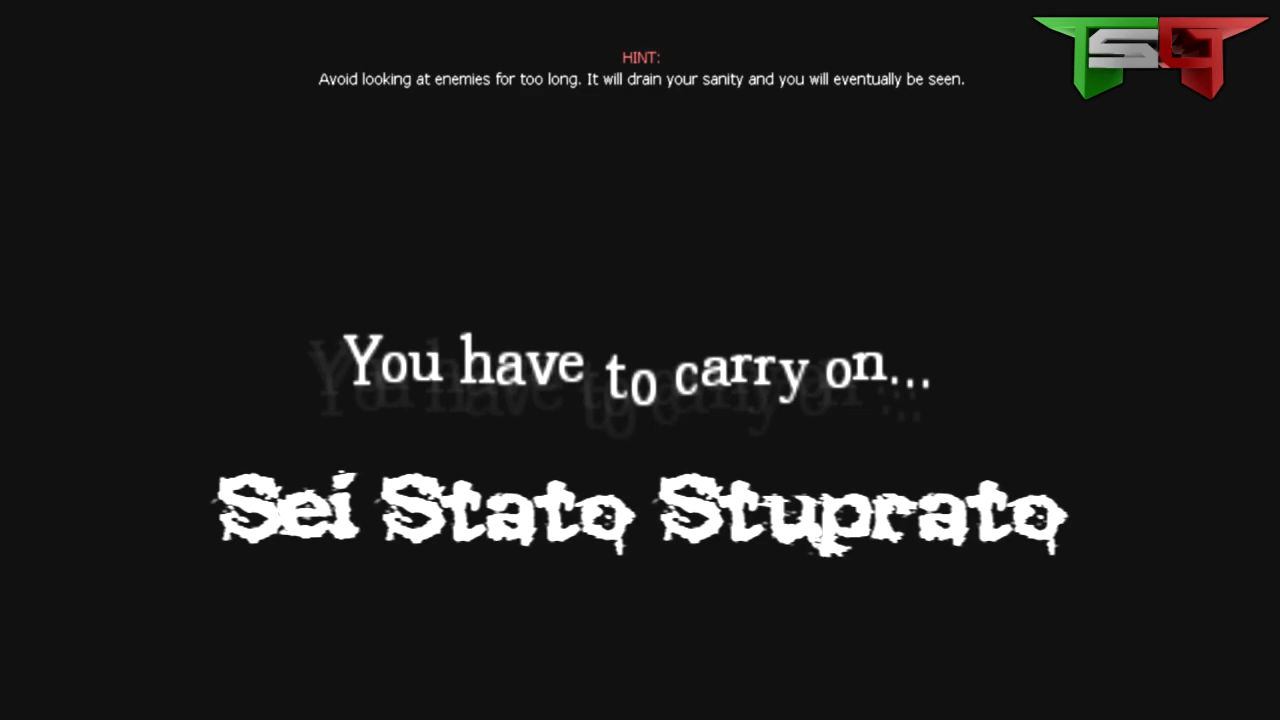 HINT:
Avoid looking at enemies for too long. It will drain your sanity and you will eventually be seen.
You have to carry on...
Sei Stato Stuprato